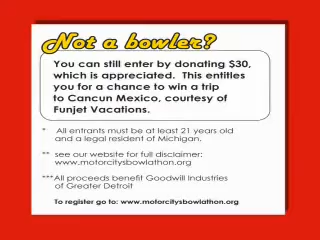 Not a bowler?
You can still enter by donating $30,
which is appreciated. This entitles
you for a chance to win a trip
to Cancun Mexico, courtesy of
Funjet Vacations.
* All entrants must be at least 21 years old
and a legal resident of Michigan.
** see our website for full disclaimer:
www.motorcitysbowlathon.org
***All proceeds benefit Goodwill Industries
of Greater Detroit
To register go to: www.motorcitysbowlathon.org